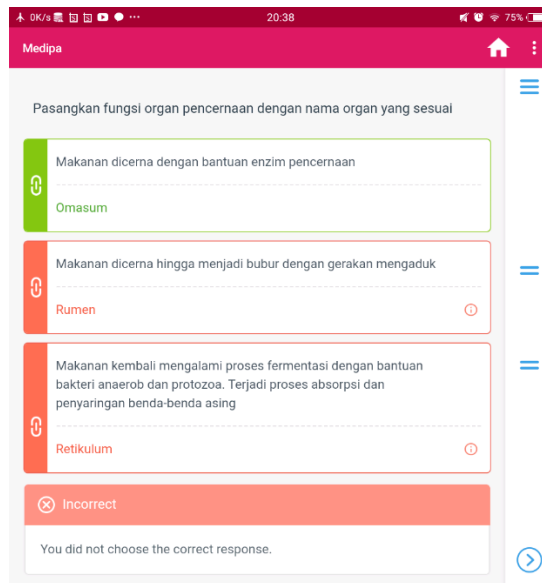 0K/s ... 20:38 75%
Medipa
Pasangkan fungsi organ pencernaan dengan nama organ yang sesuai
Makanan dicerna dengan bantuan enzim pencernaan
Omasum
Makanan dicerna hingga menjadi bubur dengan gerakan mengaduk
Rumen
Makanan kembali mengalami proses fermentasi dengan bantuan
bakteri anaerob dan protozoa. Terjadi proses absorpsi dan
penyaringan benda-benda asing
Retikulum
Incorrect
You did not choose the correct response.